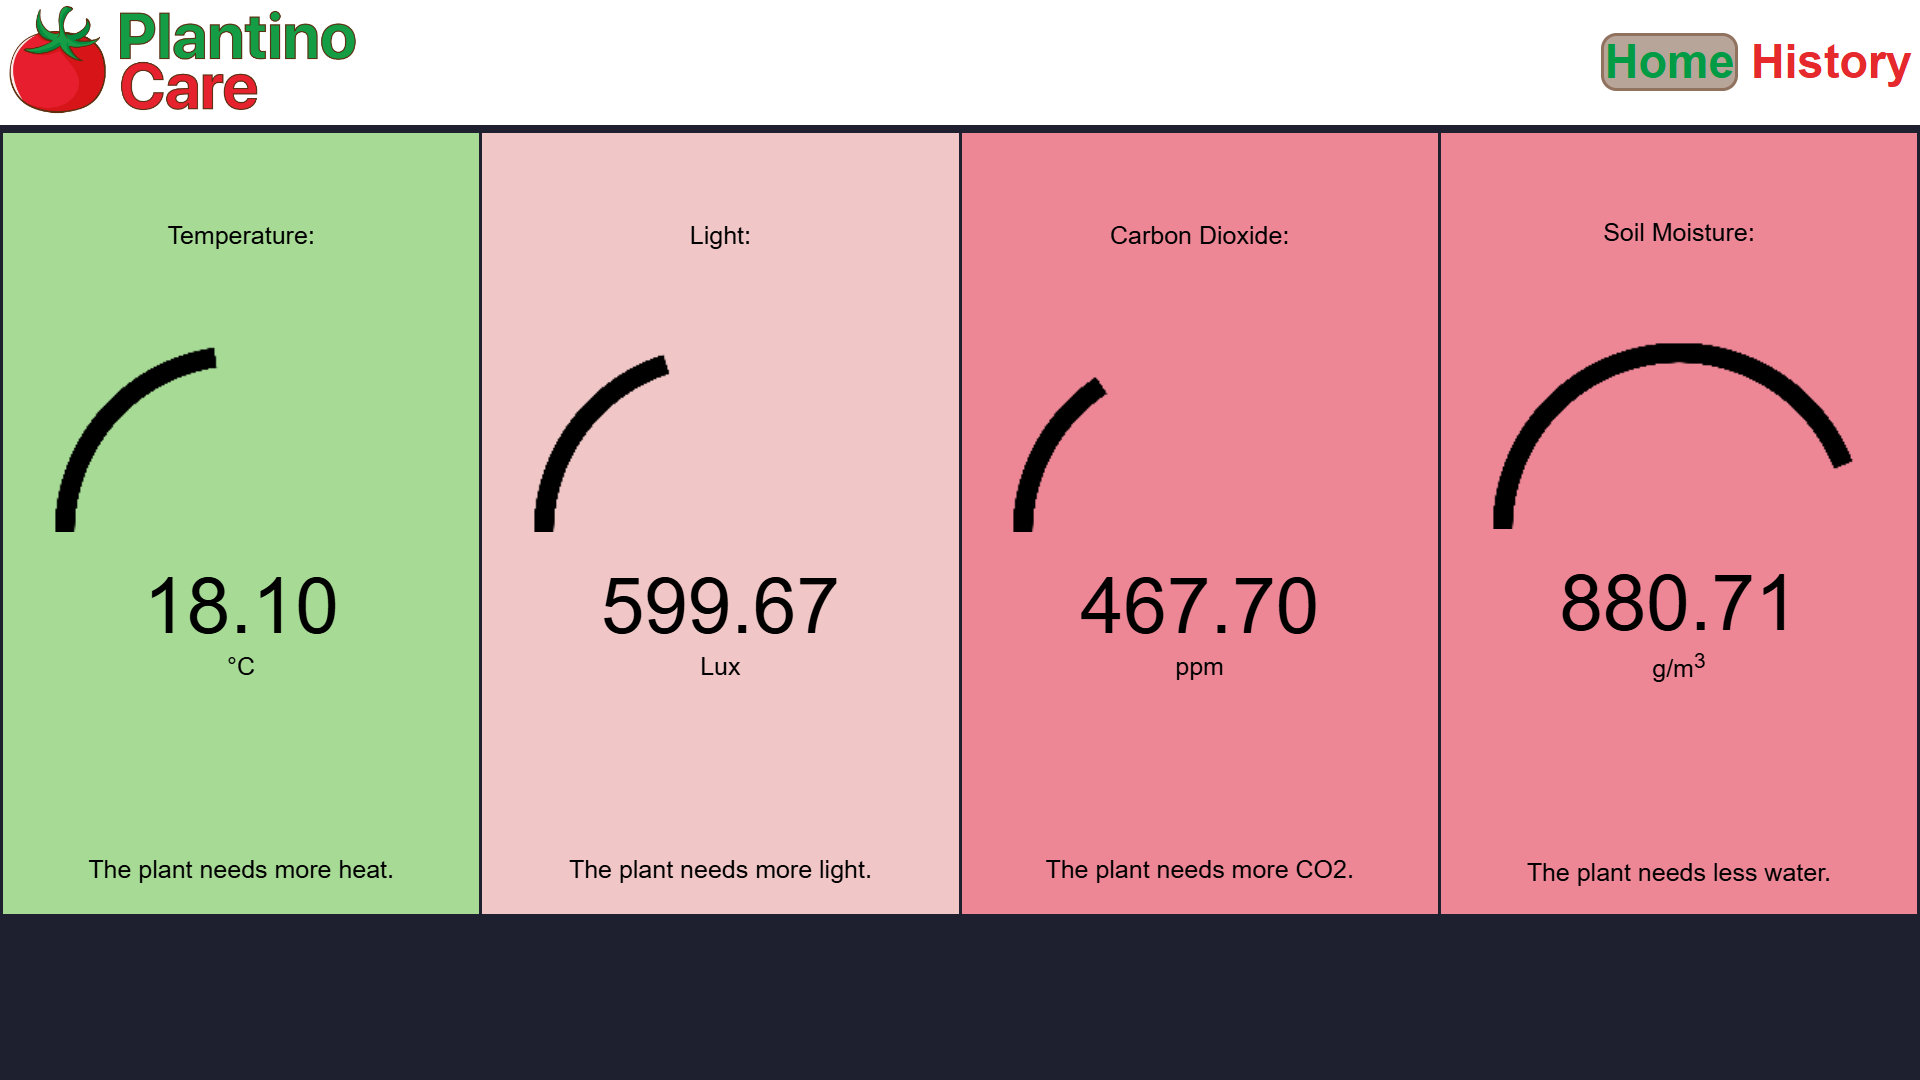 Plantino
Care
Home History
Temperature:
18.10
°C
The plant needs more heat.
Light:
599.67
Lux
The plant needs more light.
Carbon Dioxide:
467.70
ppm
The plant needs more CO2.
Soil Moisture:
880.71
g/m³
The plant needs less water.